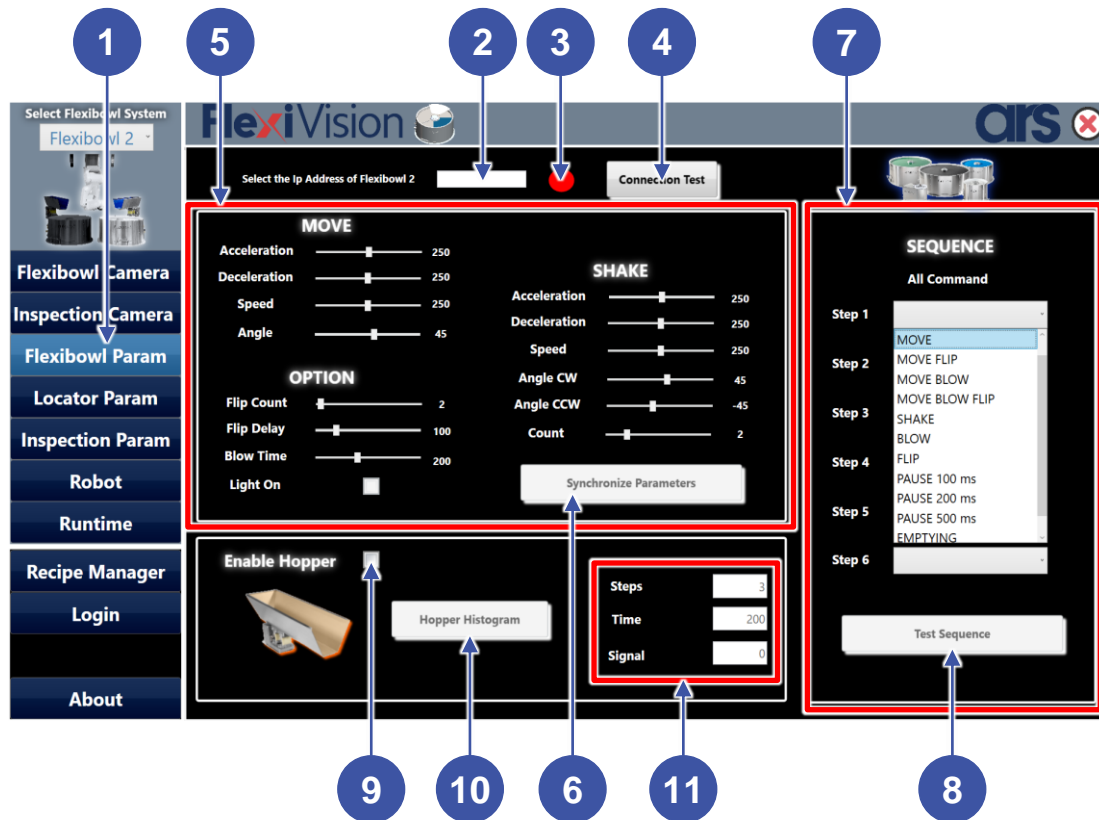 1
5
2
3
4
7
Select Flexibowl System
Flexibowl 2
FlexiVision
ars
Select the Ip Address of Flexibowl 2
Connection Test
Flexibowl Camera
Inspection Camera
Flexibowl Param
Locator Param
Inspection Param
Robot
Runtime
Recipe Manager
Login
About
MOVE
Acceleration 250
Deceleration 250
Speed 250
Angle 45
OPTION
Flip Count 2
Flip Delay 100
Blow Time 200
Light On
SHAKE
Acceleration 250
Deceleration 250
Speed 250
Angle CW 45
Angle CCW -45
Count 2
Synchronize Parameters
Enable Hopper
Hopper Histogram
Steps 3
Time 200
Signal 0
SEQUENCE
All Command
Step 1
Step 2
Step 3
Step 4
Step 5
Step 6
MOVE
MOVE FLIP
MOVE BLOW
MOVE BLOW FLIP
SHAKE
BLOW
FLIP
PAUSE 100 ms
PAUSE 200 ms
PAUSE 500 ms
EMPTYING
Test Sequence
9
10
6
11
8